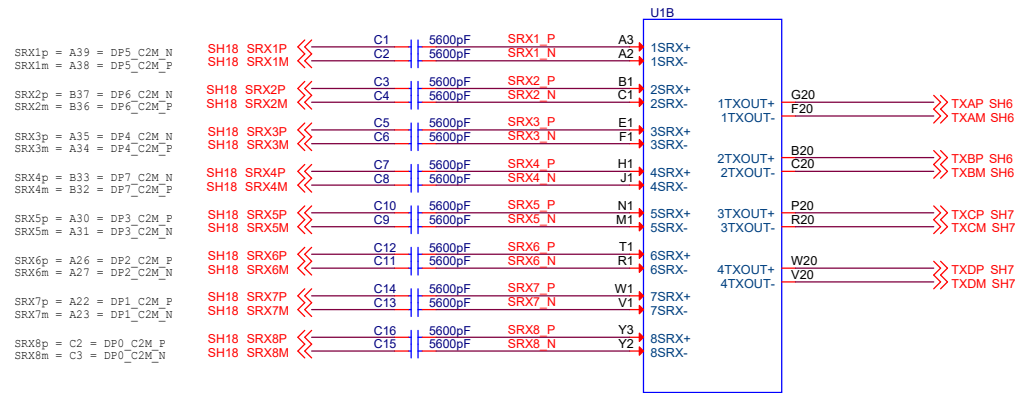 U1B
SRX1p = A39 = DP5_C2M_N
SRX1m = A38 = DP5_C2M_P
SH18 SRX1P C1 5600pF SRX1_P A3 1SRX+
SH18 SRX1M C2 SRX1_N A2 1SRX-
SRX2p = B37 = DP6_C2M_N
SRX2m = B36 = DP6_C2M_P
SH18 SRX2P C3 5600pF SRX2_P B1 2SRX+
SH18 SRX2M C4 SRX2_N C1 2SRX-
1TXOUT+ G20 TXAP SH6
1TXOUT- F20 TXAM SH6
SRX3p = A35 = DP4_C2M_N
SRX3m = A34 = DP4_C2M_P
SH18 SRX3P C5 5600pF SRX3_P E1 3SRX+
SH18 SRX3M C6 SRX3_N F1 3SRX-
2TXOUT+ B20 TXBP SH6
2TXOUT- C20 TXBM SH6
SRX4p = B33 = DP7_C2M_N
SRX4m = B32 = DP7_C2M_P
SH18 SRX4P C7 5600pF SRX4_P H1 4SRX+
SH18 SRX4M C8 SRX4_N J1 4SRX-
SRX5p = A30 = DP3_C2M_P
SRX5m = A31 = DP3_C2M_N
SH18 SRX5P C10 5600pF SRX5_P N1 5SRX+
SH18 SRX5M C9 SRX5_N M1 5SRX-
3TXOUT+ P20 TXCP SH7
3TXOUT- R20 TXCM SH7
SRX6p = A26 = DP2_C2M_P
SRX6m = A27 = DP2_C2M_N
SH18 SRX6P C12 5600pF SRX6_P T1 6SRX+
SH18 SRX6M C11 SRX6_N R1 6SRX-
4TXOUT+ W20 TXDP SH7
4TXOUT- V20 TXDM SH7
SRX7p = A22 = DP1_C2M_P
SRX7m = A23 = DP1_C2M_N
SH18 SRX7P C14 5600pF SRX7_P W1 7SRX+
SH18 SRX7M C13 SRX7_N V1 7SRX-
SRX8p = C2 = DP0_C2M_P
SRX8m = C3 = DP0_C2M_N
SH18 SRX8P C16 5600pF SRX8_P Y3 8SRX+
SH18 SRX8M C15 SRX8_N Y2 8SRX-